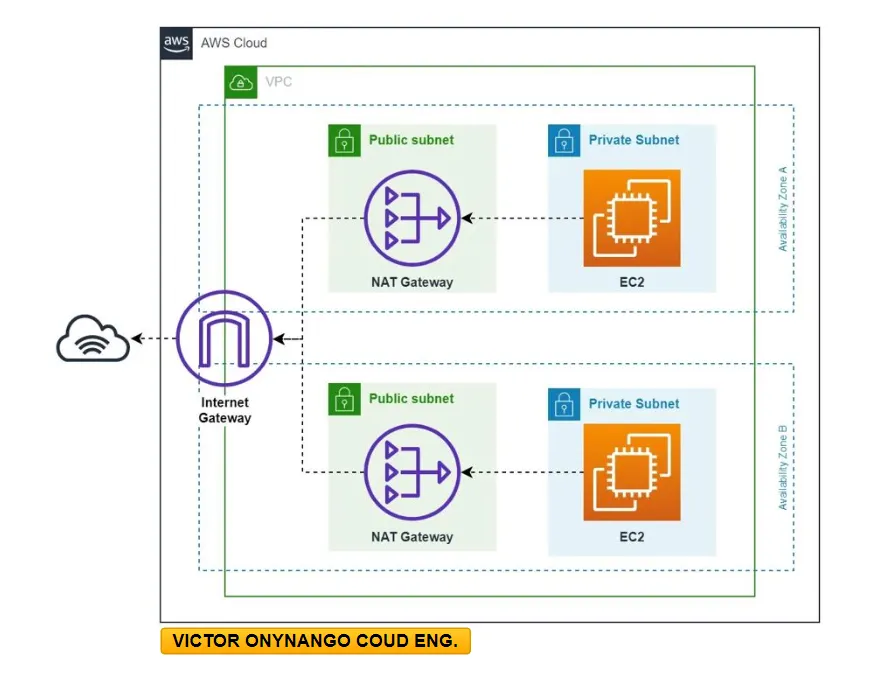 aws
AWS Cloud
VPC
Public subnet
Private Subnet
NAT Gateway
EC2
Availability Zone A
Internet
Gateway
Public subnet
Private Subnet
NAT Gateway
EC2
Availability Zone B
VICTOR ONYNANGO COUD ENG.